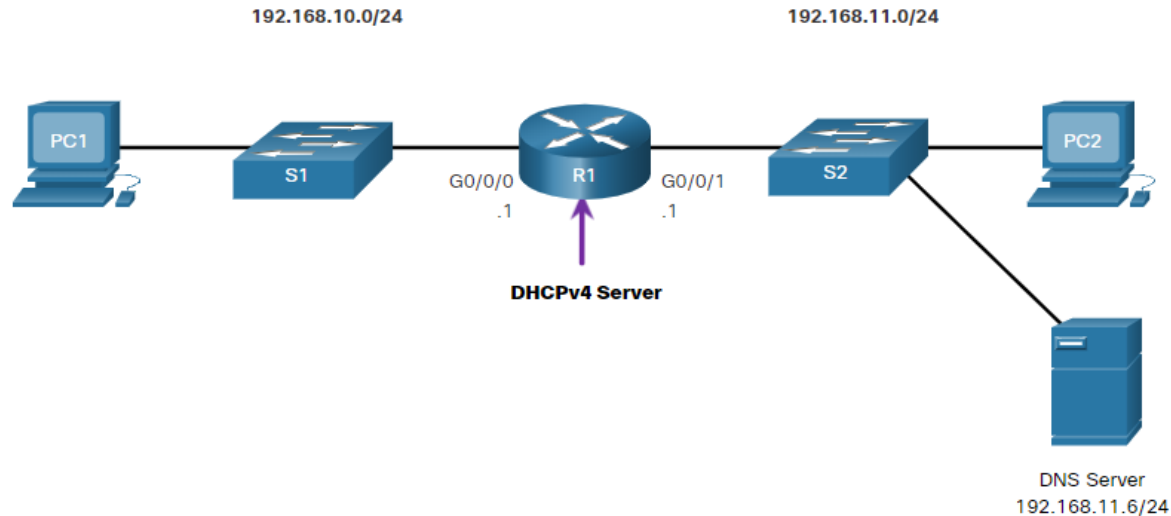 192.168.10.0/24
192.168.11.0/24
PC1
S1
G0/0/0
.1
R1
G0/0/1
.1
S2
PC2
DHCPv4 Server
DNS Server
192.168.11.6/24